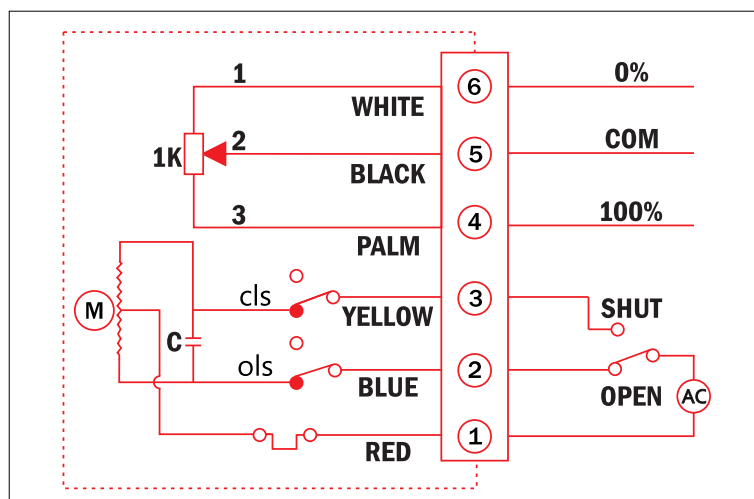 1
WHITE
6
0%
1K
2
BLACK
5
COM
3
PALM
4
100%
M
C
cls
YELLOW
3
SHUT
ols
BLUE
2
OPEN
AC
RED
1